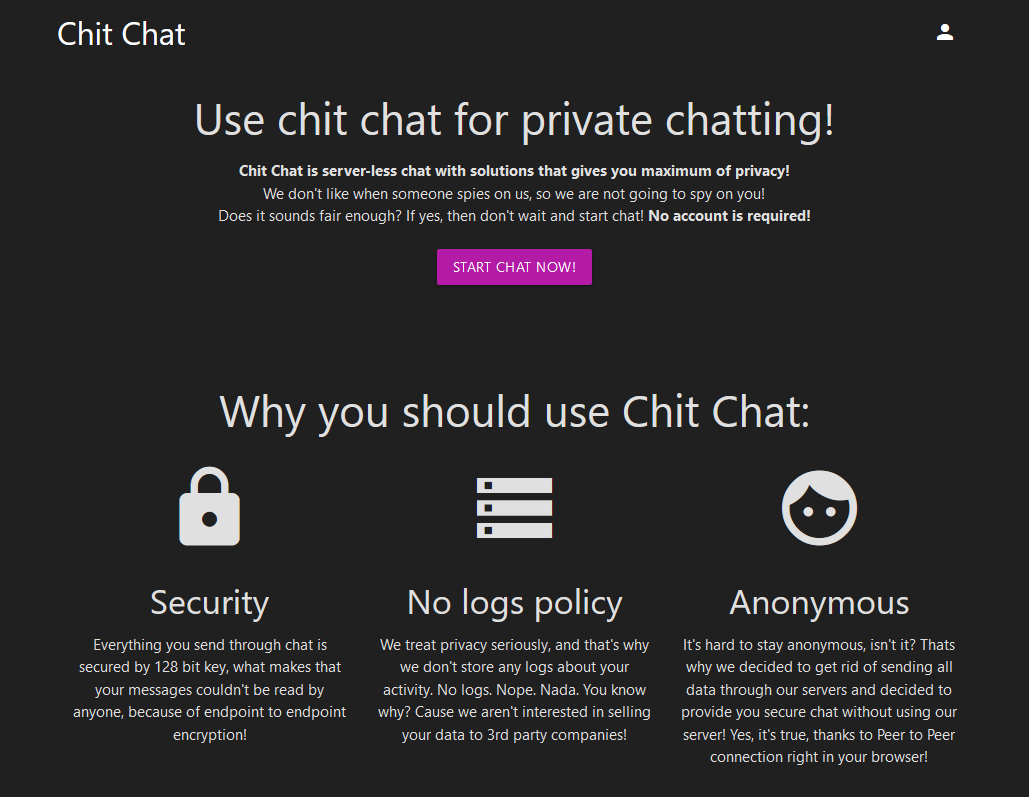 Chit Chat
Use chit chat for private chatting!
Chit Chat is server-less chat with solutions that gives you maximum of privacy!
We don't like when someone spies on us, so we are not going to spy on you!
Does it sounds fair enough? If yes, then don't wait and start chat! No account is required!
START CHAT NOW!
Why you should use Chit Chat:
Security
Everything you send through chat is
secured by 128 bit key, what makes that
your messages couldn't be read by
anyone, because of endpoint to endpoint
encryption!
No logs policy
We treat privacy seriously, and that's why
we don't store any logs about your
activity. No logs. Nope. Nada. You know
why? Cause we aren't interested in selling
your data to 3rd party companies!
Anonymous
It's hard to stay anonymous, isn't it? Thats
why we decided to get rid of sending all
data through our servers and decided to
provide you secure chat without using our
server! Yes, it's true, thanks to Peer to Peer
connection right in your browser!